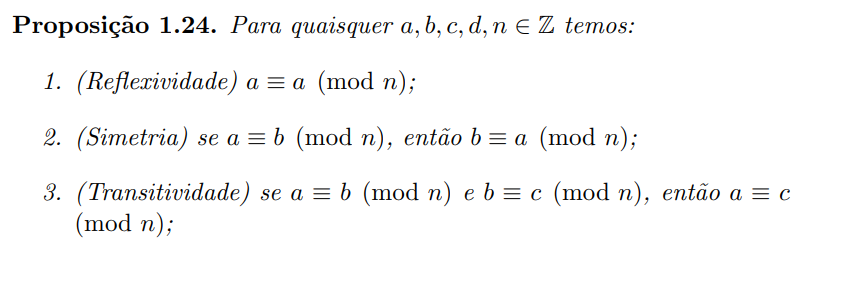 Proposição 1.24. Para quaisquer a, b, c, d, n ∈ ℤ temos:
1. (Reflexividade) a ≡ a (mod n);
2. (Simetria) se a ≡ b (mod n), então b ≡ a (mod n);
3. (Transitividade) se a ≡ b (mod n) e b ≡ c (mod n), então a ≡ c
(mod n);